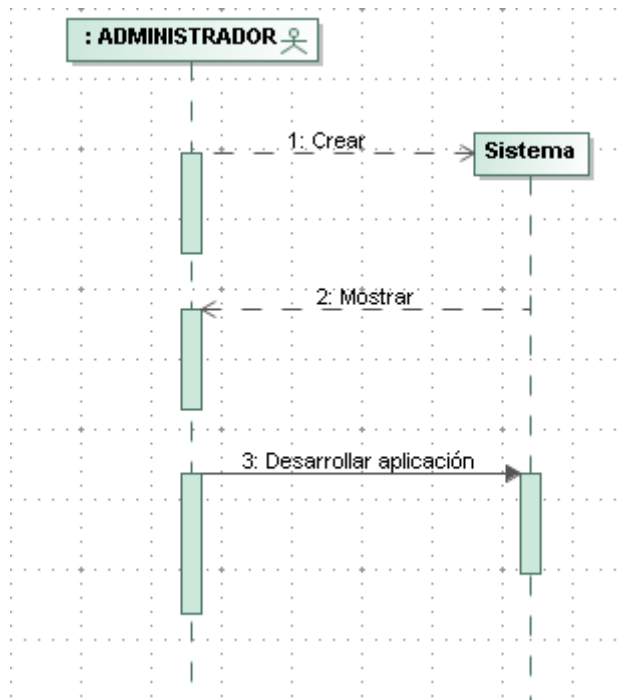 : ADMINISTRADOR
1: Crear
Sistema
2: Mostrar
3: Desarrollar aplicación